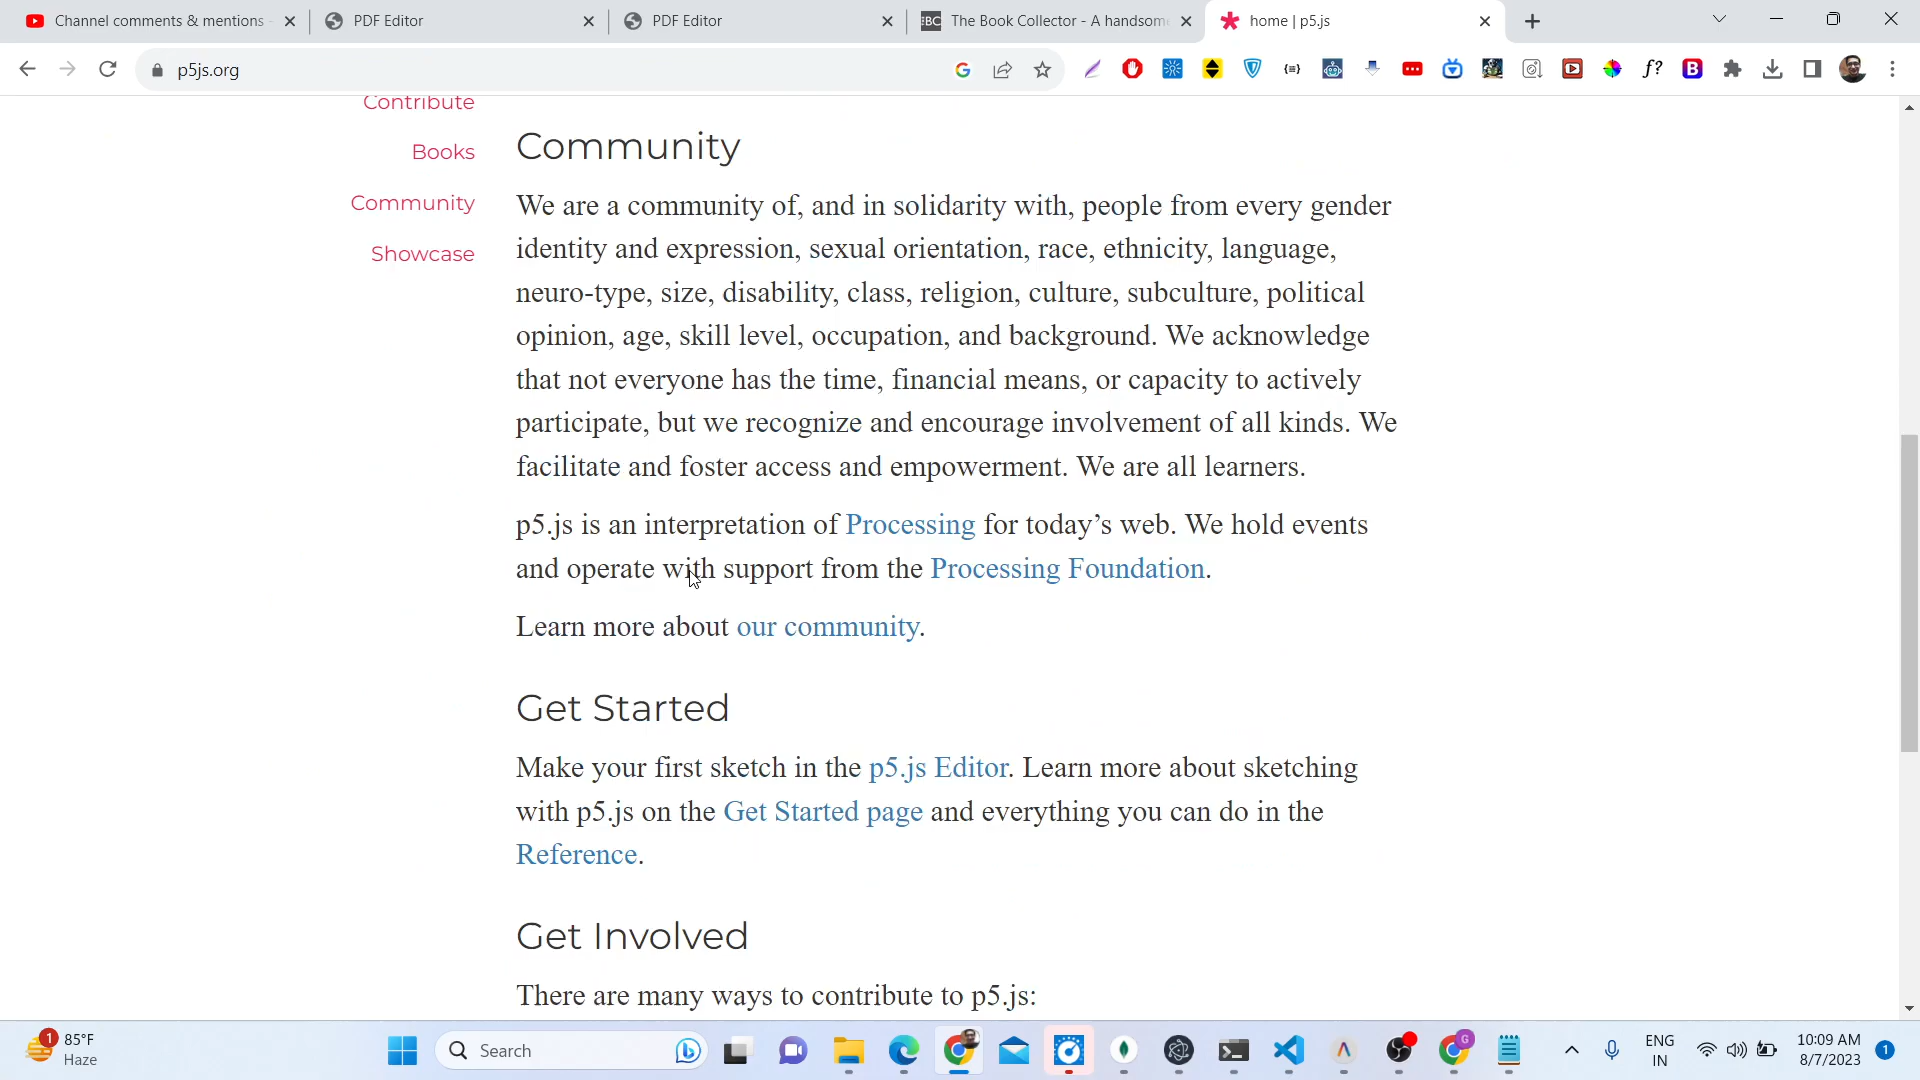 Channel comments & mentions -
PDF Editor
PDF Editor
The Book Collector - A handsome
home | p5.js
p5js.org
Contribute
Books
Community
Showcase
Community
We are a community of, and in solidarity with, people from every gender
identity and expression, sexual orientation, race, ethnicity, language,
neuro-type, size, disability, class, religion, culture, subculture, political
opinion, age, skill level, occupation, and background. We acknowledge
that not everyone has the time, financial means, or capacity to actively
participate, but we recognize and encourage involvement of all kinds. We
facilitate and foster access and empowerment. We are all learners.
p5.js is an interpretation of Processing for today’s web. We hold events
and operate with support from the Processing Foundation.
Learn more about our community.
Get Started
Make your first sketch in the p5.js Editor. Learn more about sketching
with p5.js on the Get Started page and everything you can do in the
Reference.
Get Involved
There are many ways to contribute to p5.js:
1
85°F
Haze
Search
ENG
IN
10:09 AM
8/7/2023
1